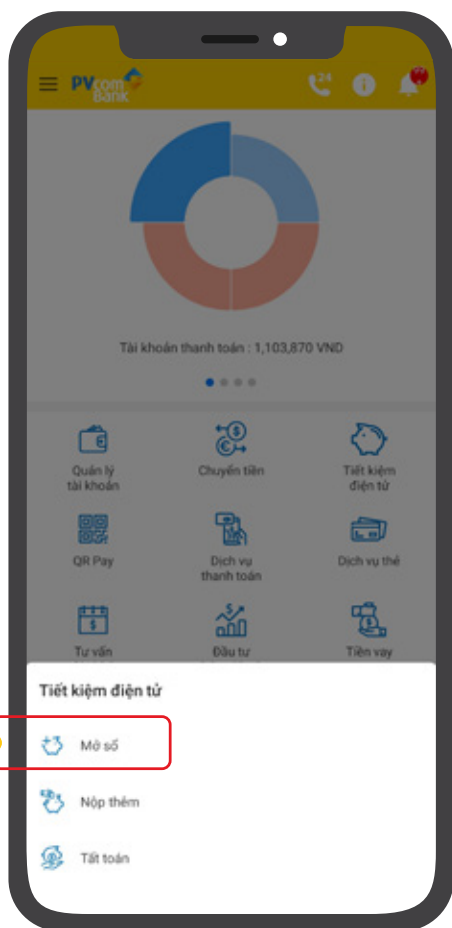 PVcom
Bank
24
Tài khoản thanh toán : 1,103,870 VND
Quản lý
tài khoản
Chuyển tiền
Tiết kiệm
điện tử
QR Pay
Dịch vụ
thanh toán
Dịch vụ thẻ
Tư vấn
Đầu tư
Tiền vay
Tiết kiệm điện tử
Mở sổ
Nộp thêm
Tất toán